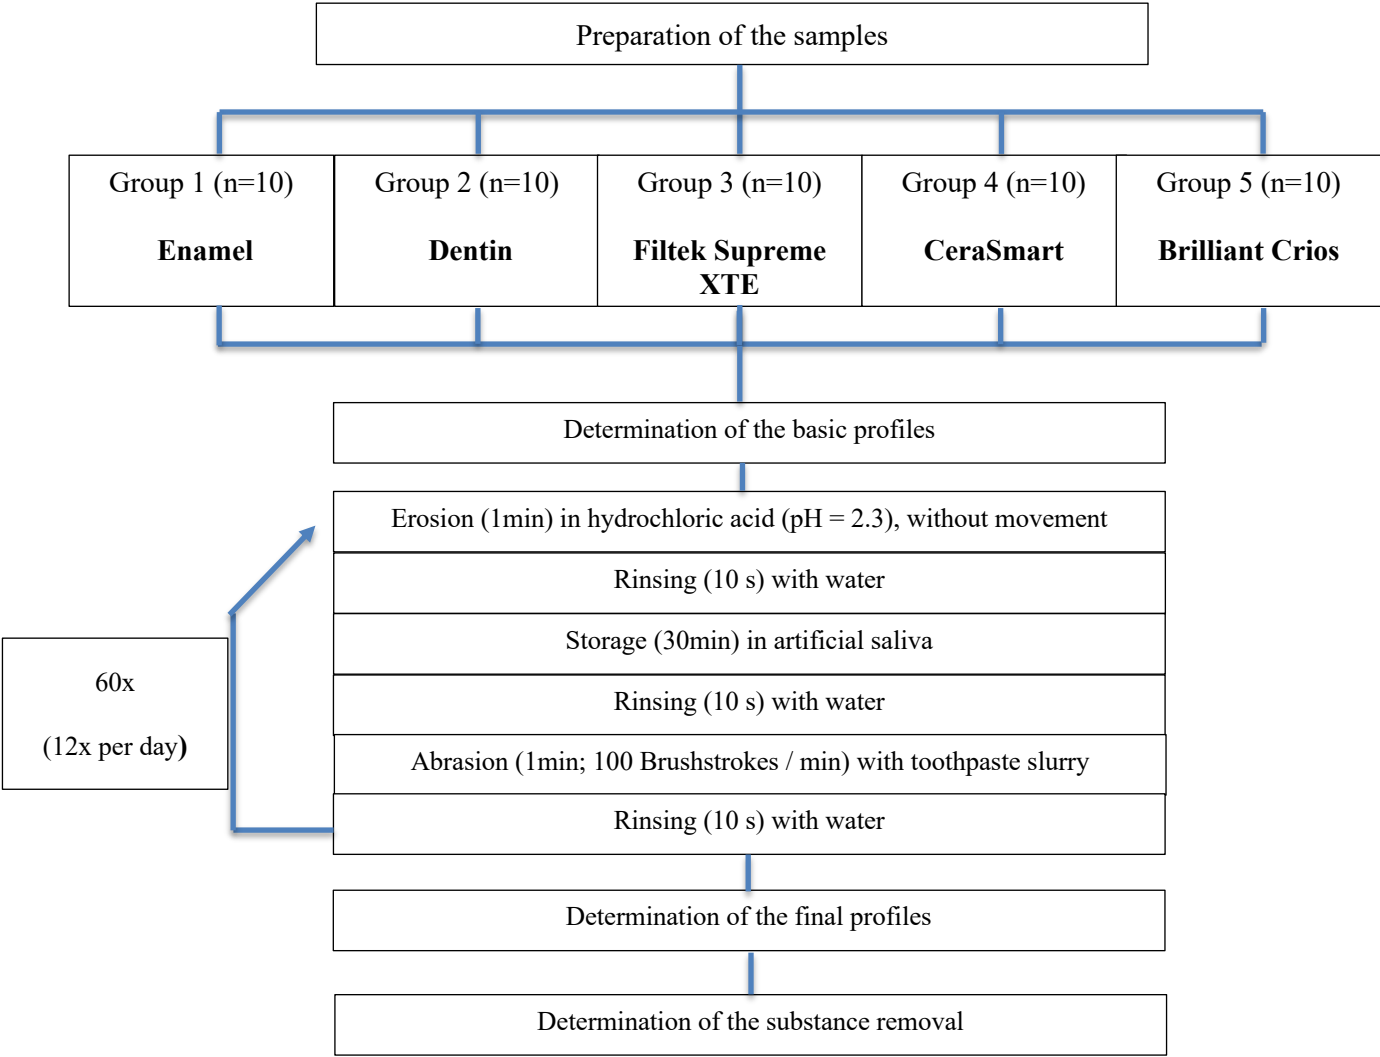 Preparation of the samples
Group 1 (n=10)
Enamel
Group 2 (n=10)
Dentin
Group 3 (n=10)
Filtek Supreme
XTE
Group 4 (n=10)
CeraSmart
Group 5 (n=10)
Brilliant Crios
Determination of the basic profiles
Erosion (1min) in hydrochloric acid (pH = 2.3), without movement
Rinsing (10 s) with water
Storage (30min) in artificial saliva
Rinsing (10 s) with water
Abrasion (1min; 100 Brushstrokes / min) with toothpaste slurry
Rinsing (10 s) with water
60x
(12x per day)
Determination of the final profiles
Determination of the substance removal